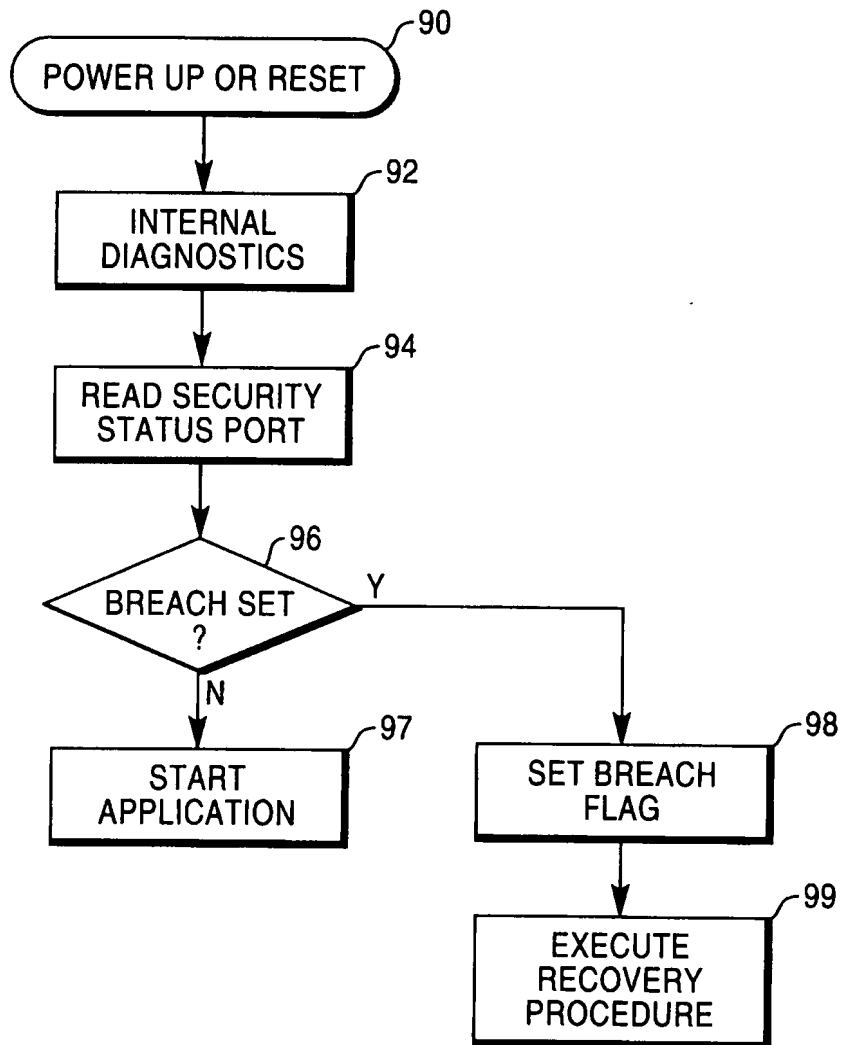 90
POWER UP OR RESET
92
INTERNAL
DIAGNOSTICS
94
READ SECURITY
STATUS PORT
96
BREACH SET
?
Y
N
97
START
APPLICATION
98
SET BREACH
FLAG
99
EXECUTE
RECOVERY
PROCEDURE